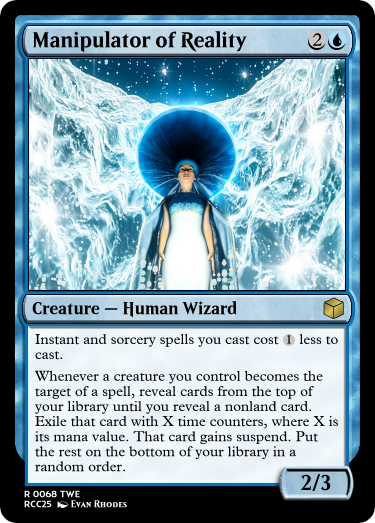 Manipulator of Reality 2
Creature — Human Wizard
Instant and sorcery spells you cast cost 1 less to
cast.
Whenever a creature you control becomes the
target of a spell, reveal cards from the top of
your library until you reveal a nonland card.
Exile that card with X time counters, where X is
its mana value. That card gains suspend. Put
the rest on the bottom of your library in a
random order.
2/3
R 0068 TWE
RCC25 Evan Rhodes